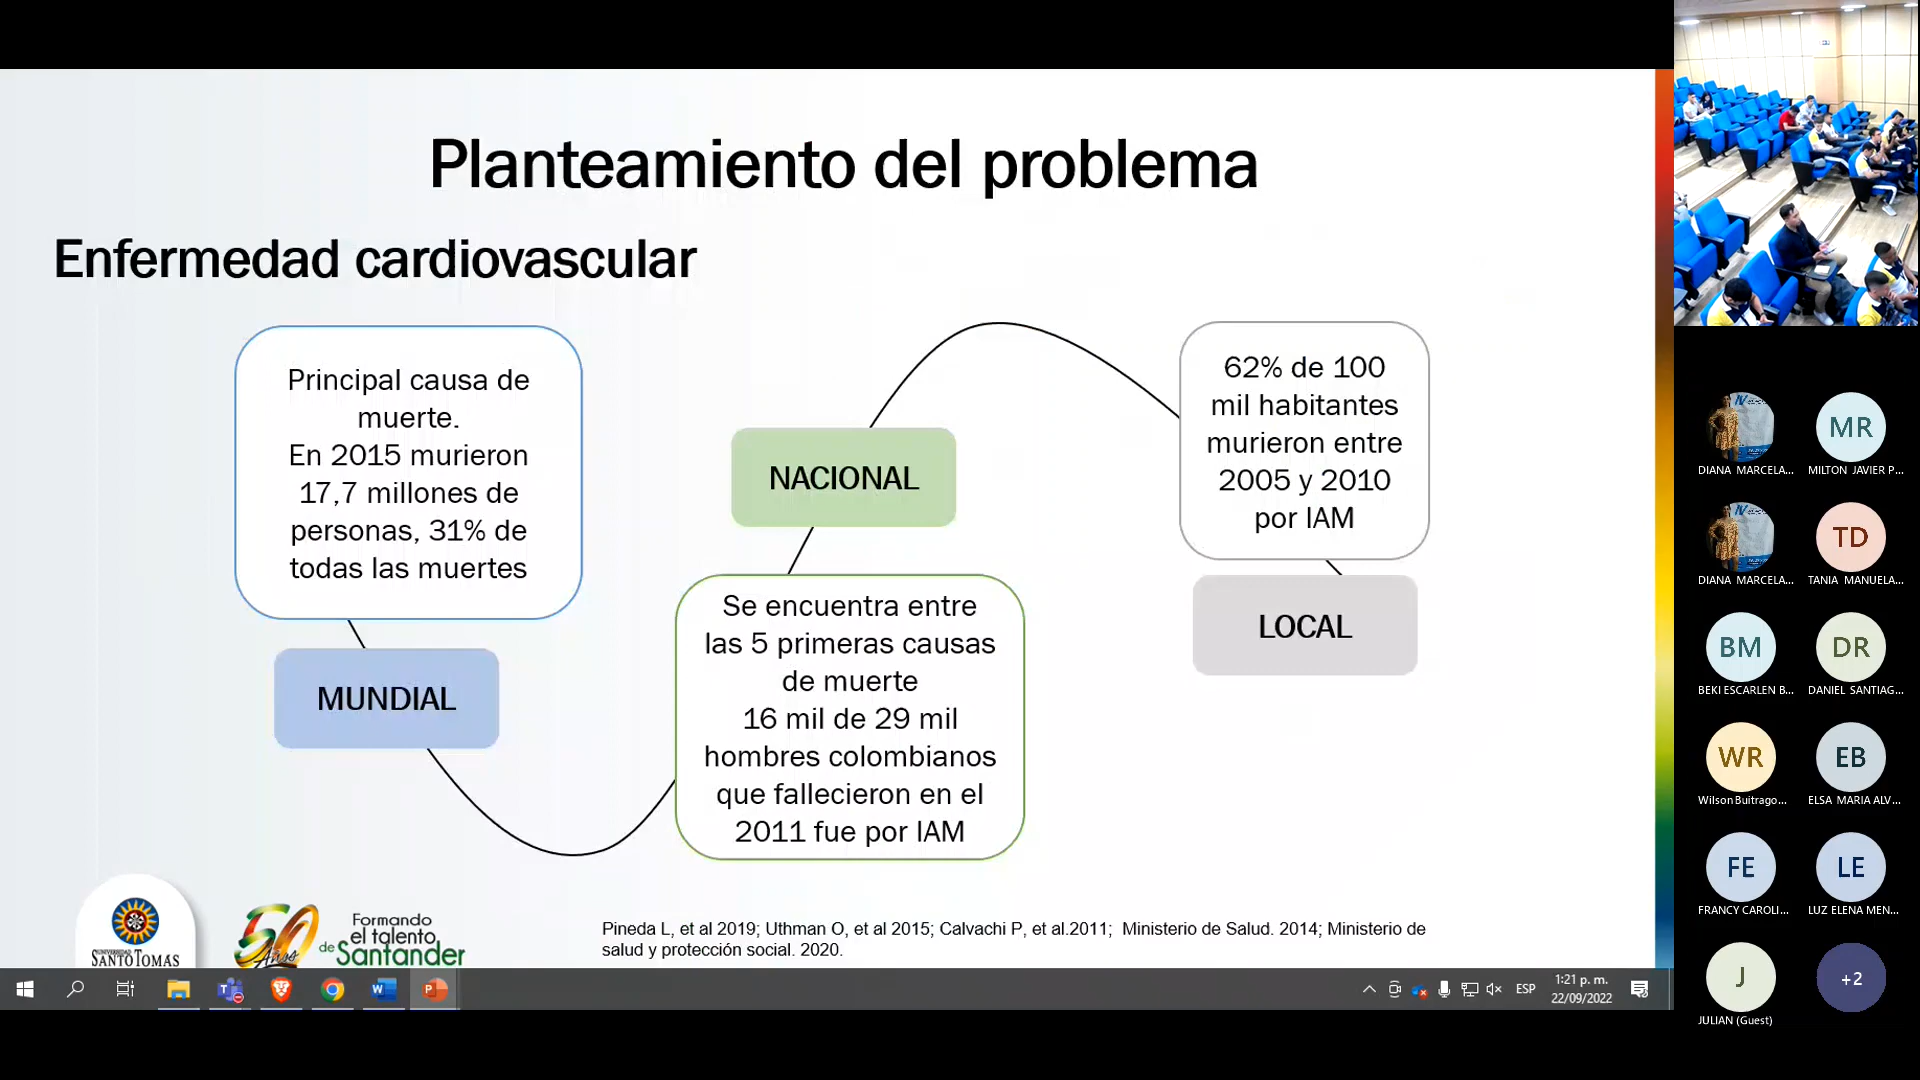 Planteamiento del problema
Enfermedad cardiovascular
Principal causa de
muerte.
En 2015 murieron
17,7 millones de
personas, 31% de
todas las muertes
MUNDIAL
NACIONAL
Se encuentra entre
las 5 primeras causas
de muerte
16 mil de 29 mil
hombres colombianos
que fallecieron en el
2011 fue por IAM
62% de 100
mil habitantes
murieron entre
2005 y 2010
por IAM
LOCAL
UNIVERSIDAD
SANTO TOMAS
50
Años
Formando
el talento
de Santander
Pineda L, et al 2019; Uthman O, et al 2015; Calvachi P, et al.2011;  Ministerio de Salud. 2014; Ministerio de
salud y protección social. 2020.
ESP
1:21 p. m.
22/09/2022
DIANA MARCELA...
MR
MILTON JAVIER P...
DIANA MARCELA...
TD
TANIA MANUELA...
BM
BEKI ESCARLEN B...
DR
DANIEL SANTIAG...
WR
Wilson Buitrago...
EB
ELSA MARIA ALV...
FE
FRANCY CAROLI...
LE
LUZ ELENA MEN...
J
JULIAN (Guest)
+2